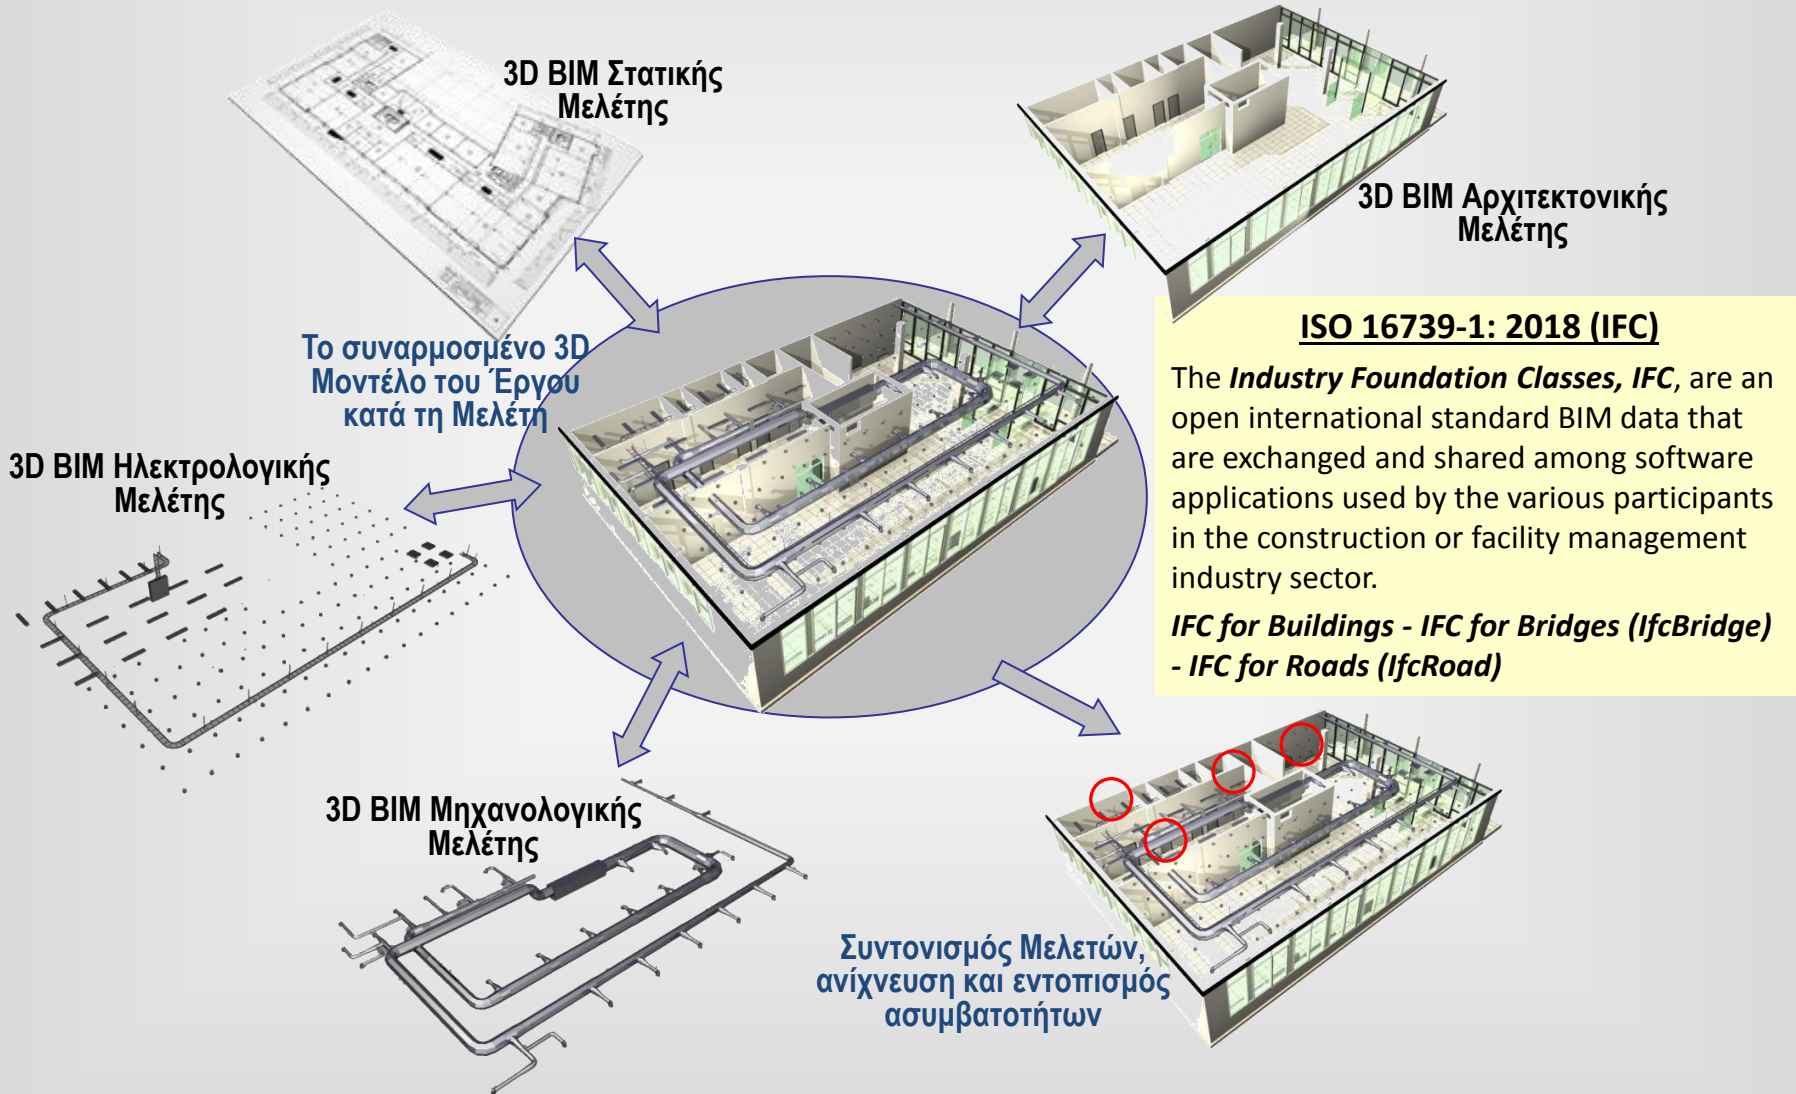 3D BIM Στατικής
Μελέτης
3D BIM Αρχιτεκτονικής
Μελέτης
Το συναρμοσμένο 3D
Μοντέλο του Έργου
κατά τη Μελέτη
3D BIM Ηλεκτρολογικής
Μελέτης
ISO 16739-1: 2018 (IFC)
The Industry Foundation Classes, IFC, are an
open international standard BIM data that
are exchanged and shared among software
applications used by the various participants
in the construction or facility management
industry sector.
IFC for Buildings - IFC for Bridges (IfcBridge)
- IFC for Roads (IfcRoad)
3D BIM Μηχανολογικής
Μελέτης
Συντονισμός Μελετών,
ανίχνευση και εντοπισμός
ασυμβατοτήτων